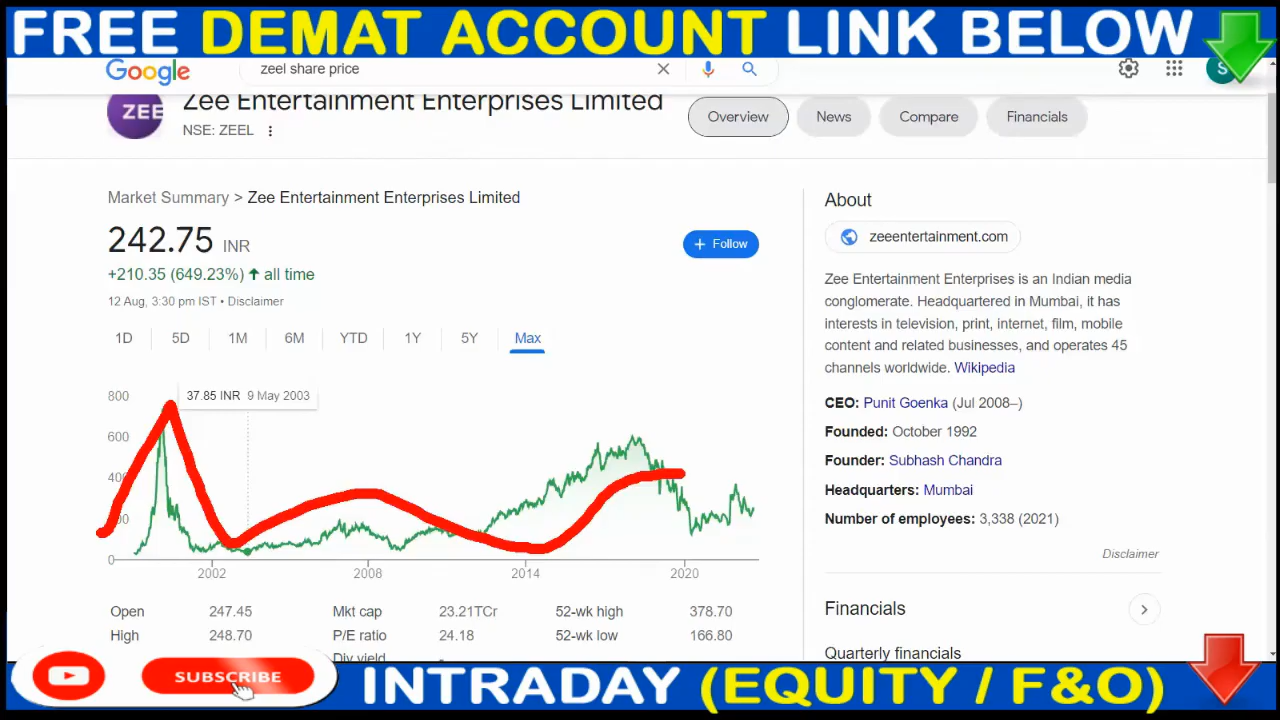 FREE DEMAT ACCOUNT LINK BELOW
Google
zeel share price
S
ZEE
Zee Entertainment Enterprises Limited
NSE: ZEEL
Overview
News
Compare
Financials
Market Summary > Zee Entertainment Enterprises Limited
242.75 INR
+ Follow
+210.35 (649.23%) ↑ all time
12 Aug, 3:30 pm IST • Disclaimer
1D 5D 1M 6M YTD 1Y 5Y Max
37.85 INR 9 May 2003
800
600
0
2002 2008 2014 2020
Open 247.45 Mkt cap 23.21TCr 52-wk high 378.70
High 248.70 P/E ratio 24.18 52-wk low 166.80
Div yield -
About
zeeentertainment.com
Zee Entertainment Enterprises is an Indian media
conglomerate. Headquartered in Mumbai, it has
interests in television, print, internet, film, mobile
content and related businesses, and operates 45
channels worldwide. Wikipedia
CEO: Punit Goenka (Jul 2008–)
Founded: October 1992
Founder: Subhash Chandra
Headquarters: Mumbai
Number of employees: 3,338 (2021)
Disclaimer
Financials
Quarterly financials
SUBSCRIBE
INTRADAY (EQUITY / F&O)